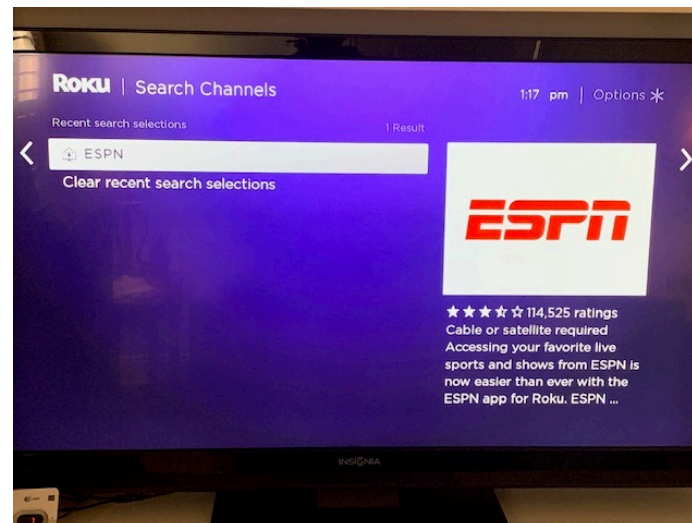 Roku | Search Channels
1:17 pm | Options
Recent search selections
1 Result
ESPN
Clear recent search selections
ESPN
114,525 ratings
Cable or satellite required
Accessing your favorite live
sports and shows from ESPN is
now easier than ever with the
ESPN app for Roku. ESPN ...
INSIGNIA